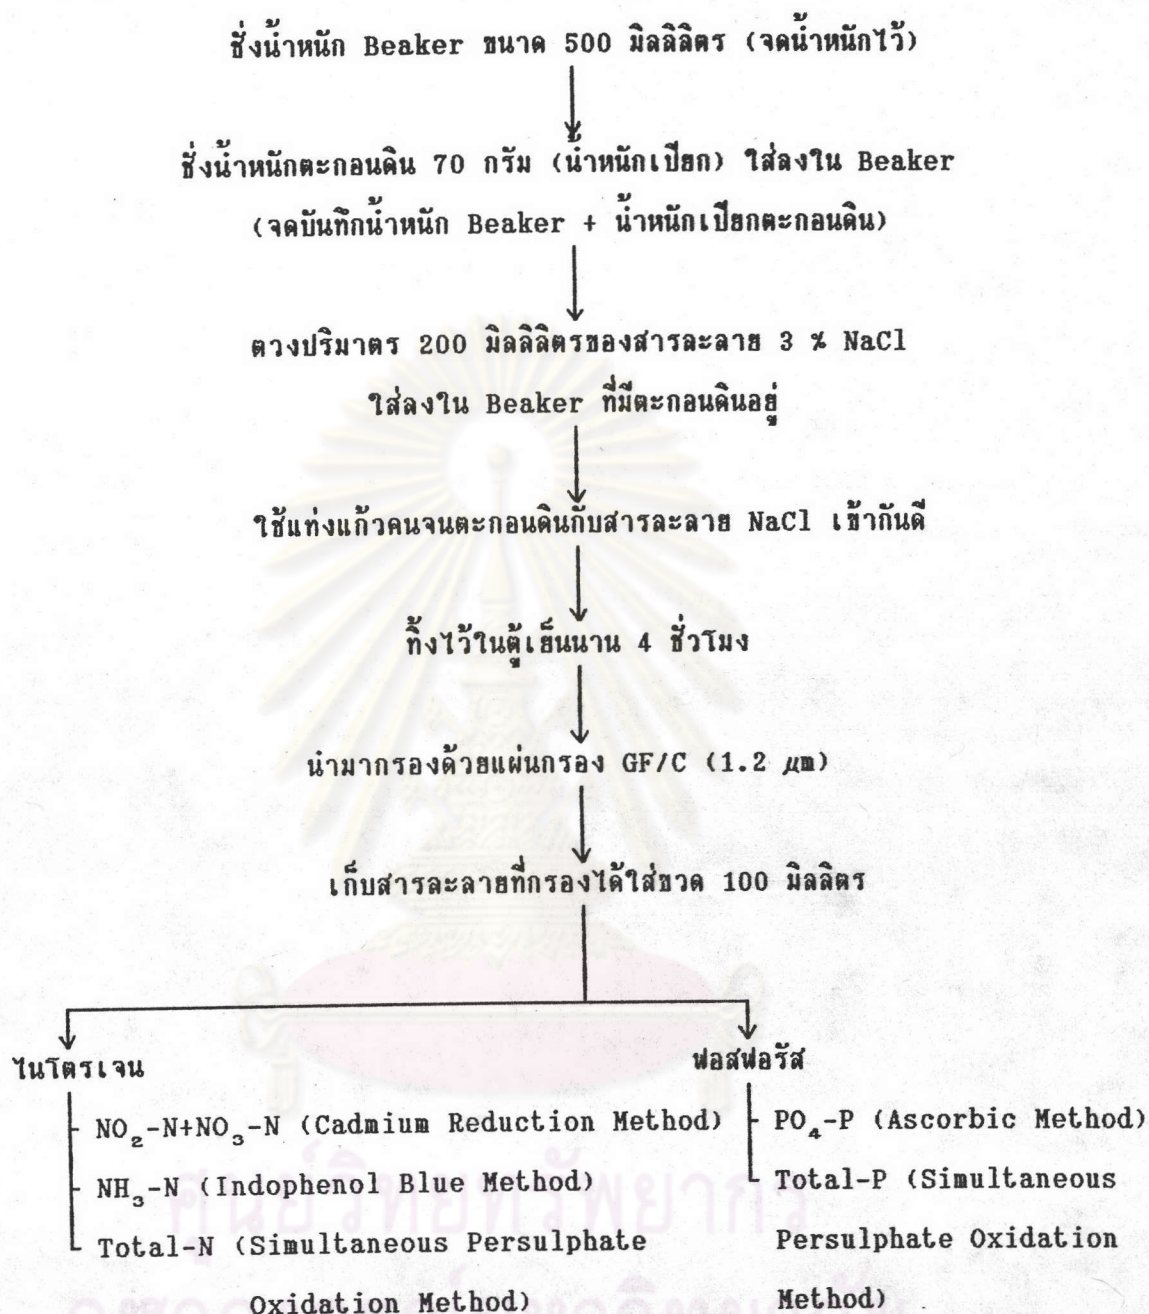 ชั่งน้ำหนัก Beaker ขนาด 500 มิลลิลิตร (จดน้ำหนักไว้)
ชั่งน้ำหนักตะกอนดิน 70 กรัม (น้ำหนักเปียก) ใส่ลงใน Beaker
(จดบันทึกน้ำหนัก Beaker + น้ำหนักเปียกตะกอนดิน)
ตวงปริมาตร 200 มิลลิลิตรของสารละลาย 3 % NaCl
ใส่ลงใน Beaker ที่มีตะกอนดินอยู่
ใช้แท่งแก้วคนจนตะกอนดินกับสารละลาย NaCl เข้ากันดี
ทิ้งไว้ในตู้เย็นนาน 4 ชั่วโมง
นำมากรองด้วยแผ่นกรอง GF/C (1.2 µm)
เก็บสารละลายที่กรองได้ใส่ขวด 100 มิลลิตร
ไนโตรเจน
NO₂-N+NO₃-N (Cadmium Reduction Method)
NH₃-N (Indophenol Blue Method)
Total-N (Simultaneous Persulphate
Oxidation Method)
ฟอสฟอรัส
PO₄-P (Ascorbic Method)
Total-P (Simultaneous
Persulphate Oxidation
Method)
ศูนย์วิทยทรัพยากร